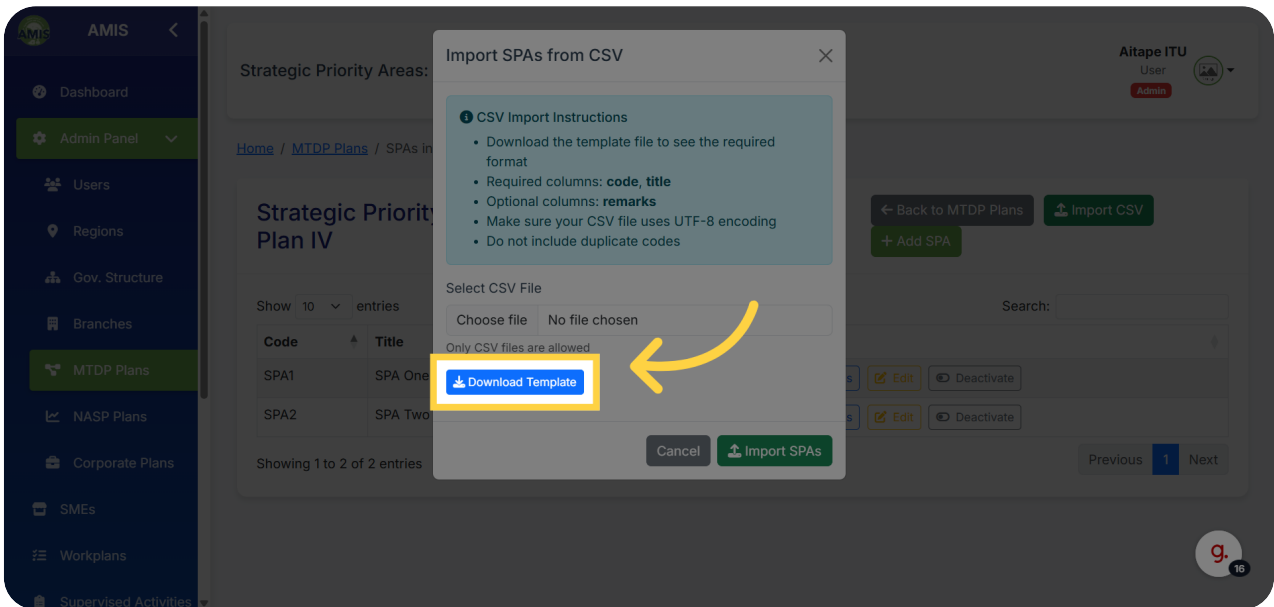 AMIS
AMIS
Dashboard
Admin Panel
Users
Regions
Gov. Structure
Branches
MTDP Plans
NASP Plans
Corporate Plans
SMEs
Workplans
Supervised Activities
Strategic Priority Areas:
Aitape ITU
User
Admin
Home / MTDP Plans / SPAs in
Strategic Priority
Plan IV
← Back to MTDP Plans
Import CSV
+ Add SPA
Show 10 entries
Search:
Code Title
SPA1 SPA One
s Edit Deactivate
SPA2 SPA Two
s Edit Deactivate
Showing 1 to 2 of 2 entries
Previous 1 Next
Import SPAs from CSV
CSV Import Instructions
• Download the template file to see the required
format
• Required columns: code, title
• Optional columns: remarks
• Make sure your CSV file uses UTF-8 encoding
• Do not include duplicate codes
Select CSV File
Choose file No file chosen
Only CSV files are allowed
Download Template
Cancel
Import SPAs
g.
16